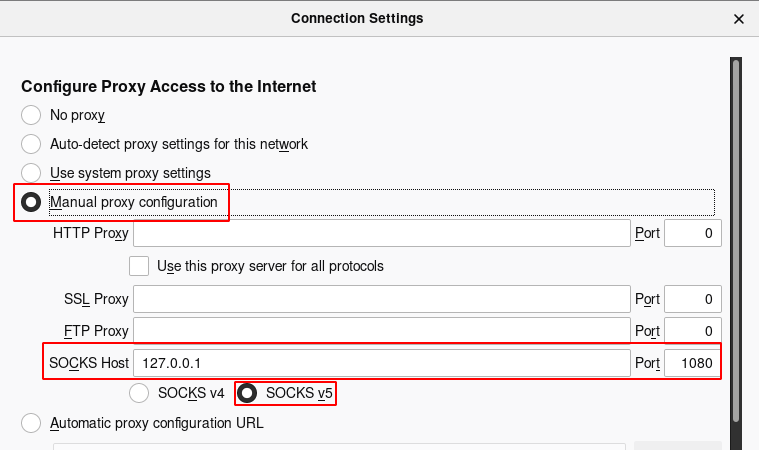 Connection Settings ×
Configure Proxy Access to the Internet
No proxy
Auto-detect proxy settings for this network
Use system proxy settings
Manual proxy configuration
HTTP Proxy Port 0
Use this proxy server for all protocols
SSL Proxy Port 0
FTP Proxy Port 0
SOCKS Host 127.0.0.1 Port 1080
SOCKS v4 SOCKS v5
Automatic proxy configuration URL